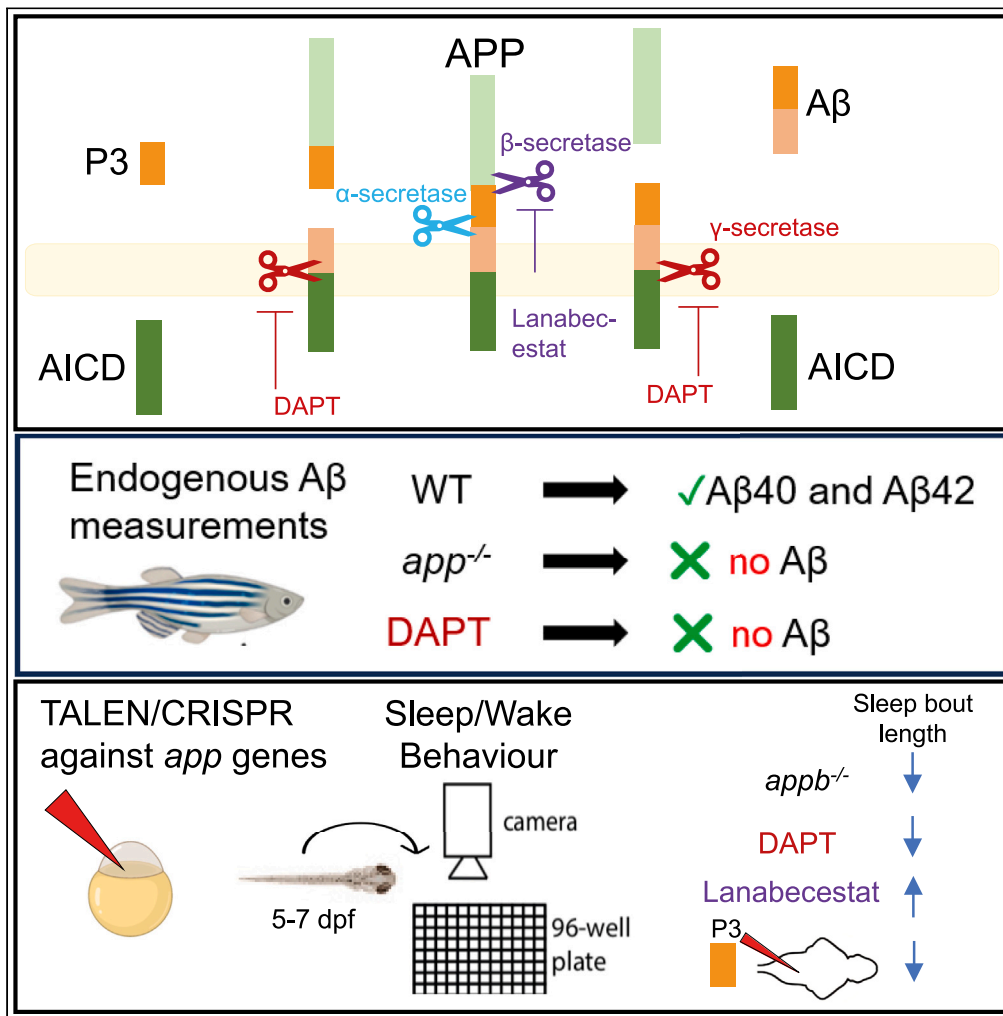 APP
Aβ
P3
β-secretase
α-secretase
γ-secretase
Lanabec-
estat
AICD
DAPT
DAPT
AICD
Endogenous Aβ
measurements
WT
✓Aβ40 and Aβ42
app-/-
no Aβ
DAPT
no Aβ
TALEN/CRISPR
against app genes
Sleep/Wake
Behaviour
camera
5-7 dpf
96-well
plate
Sleep bout
length
appb-/-
DAPT
Lanabecestat
P3